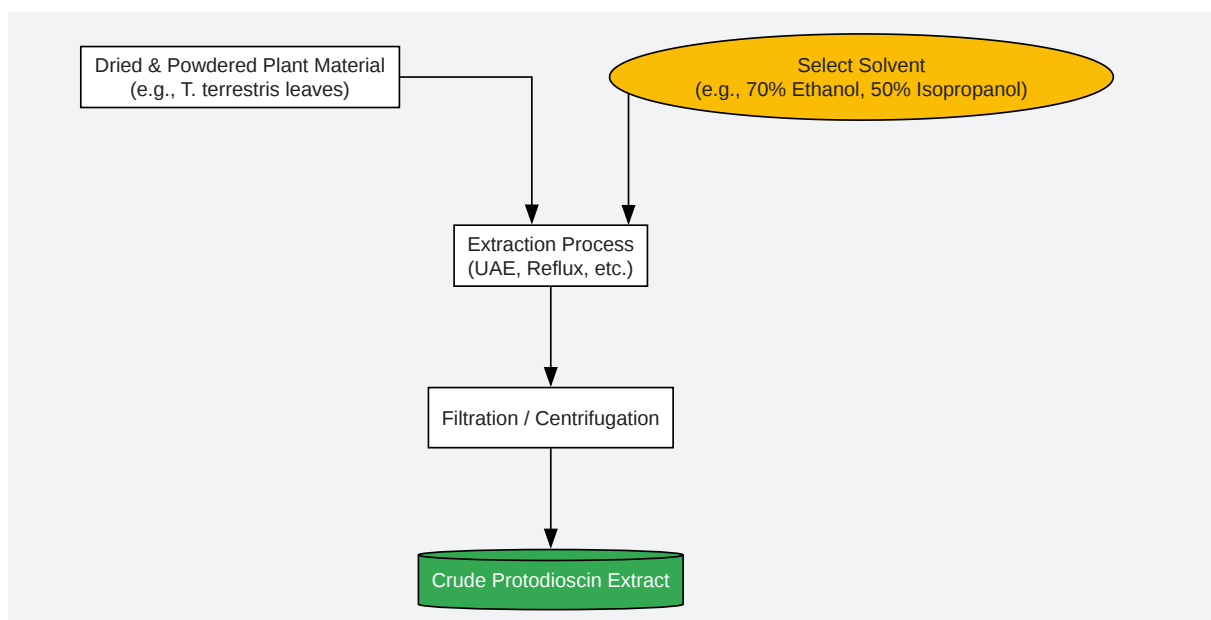 Dried & Powdered Plant Material
(e.g., T. terrestris leaves)
Select Solvent
(e.g., 70% Ethanol, 50% Isopropanol)
Extraction Process
(UAE, Reflux, etc.)
Filtration / Centrifugation
Crude Protodioscin Extract